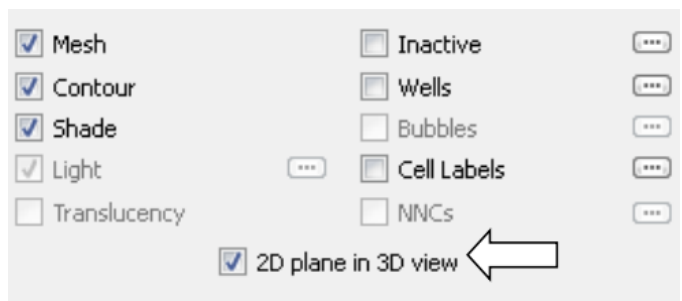 Mesh Inactive
Contour Wells
Shade Bubbles
Light Cell Labels
Translucency NNCs
2D plane in 3D view